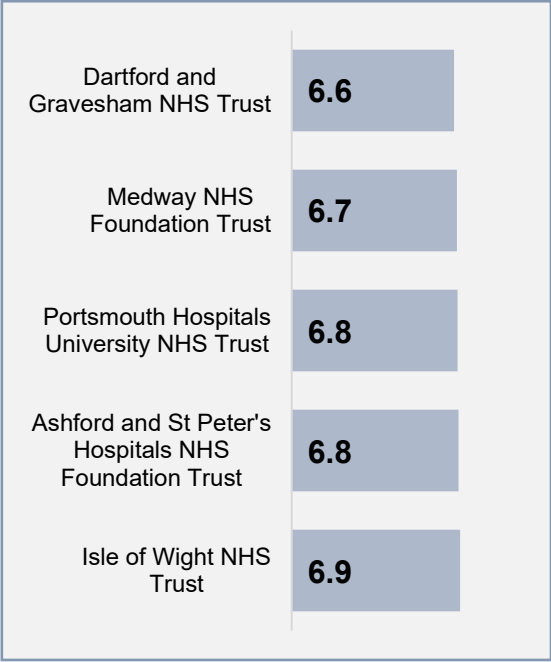 Dartford and
Gravesham NHS Trust
6.6
Medway NHS
Foundation Trust
6.7
Portsmouth Hospitals
University NHS Trust
6.8
Ashford and St Peter's
Hospitals NHS
Foundation Trust
6.8
Isle of Wight NHS
Trust
6.9